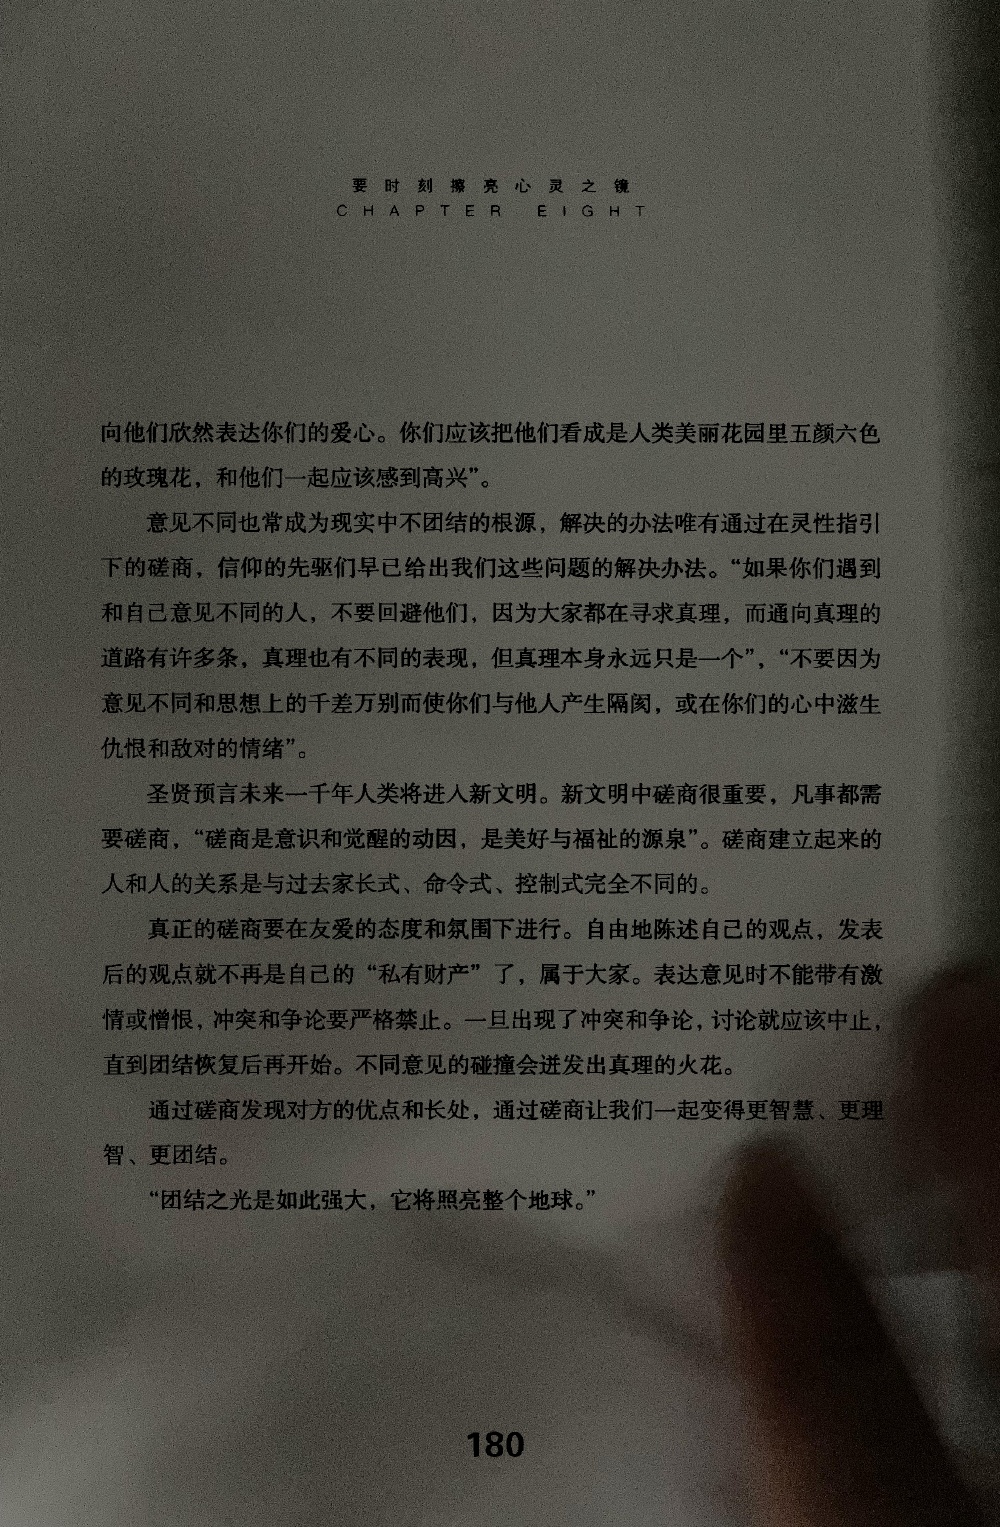 要时刻擦亮心灵之镜
CHAPTER EIGHT
向他们欣然表达你们的爱心。你们应该把他们看成是人类美丽花园里五颜六色
的玫瑰花，和他们一起应该感到高兴”。
意见不同也常成为现实中不团结的根源，解决的办法唯有通过在灵性指引
下的磋商，信仰的先驱们早已给出我们这些问题的解决办法。“如果你们遇到
和自己意见不同的人，不要回避他们，因为大家都在寻求真理，而通向真理的
道路有许多条，真理也有不同的表现，但真理本身永远只是一个”，“不要因为
意见不同和思想上的千差万别而使你们与他人产生隔阂，或在你们的心中滋生
仇恨和敌对的情绪”。
圣贤预言未来一千年人类将进入新文明。新文明中磋商很重要，凡事都需
要磋商，“磋商是意识和觉醒的动因，是美好与福祉的源泉”。磋商建立起来的
人和人的关系是与过去家长式、命令式、控制式完全不同的。
真正的磋商要在友爱的态度和氛围下进行。自由地陈述自己的观点，发表
后的观点就不再是自己的“私有财产”了，属于大家。表达意见时不能带有激
情或憎恨，冲突和争论要严格禁止。一旦出现了冲突和争论，讨论就应该中止，
直到团结恢复后再开始。不同意见的碰撞会迸发出真理的火花。
通过磋商发现对方的优点和长处，通过磋商让我们一起变得更智慧、更理
智、更团结。
“团结之光是如此强大，它将照亮整个地球。”
180